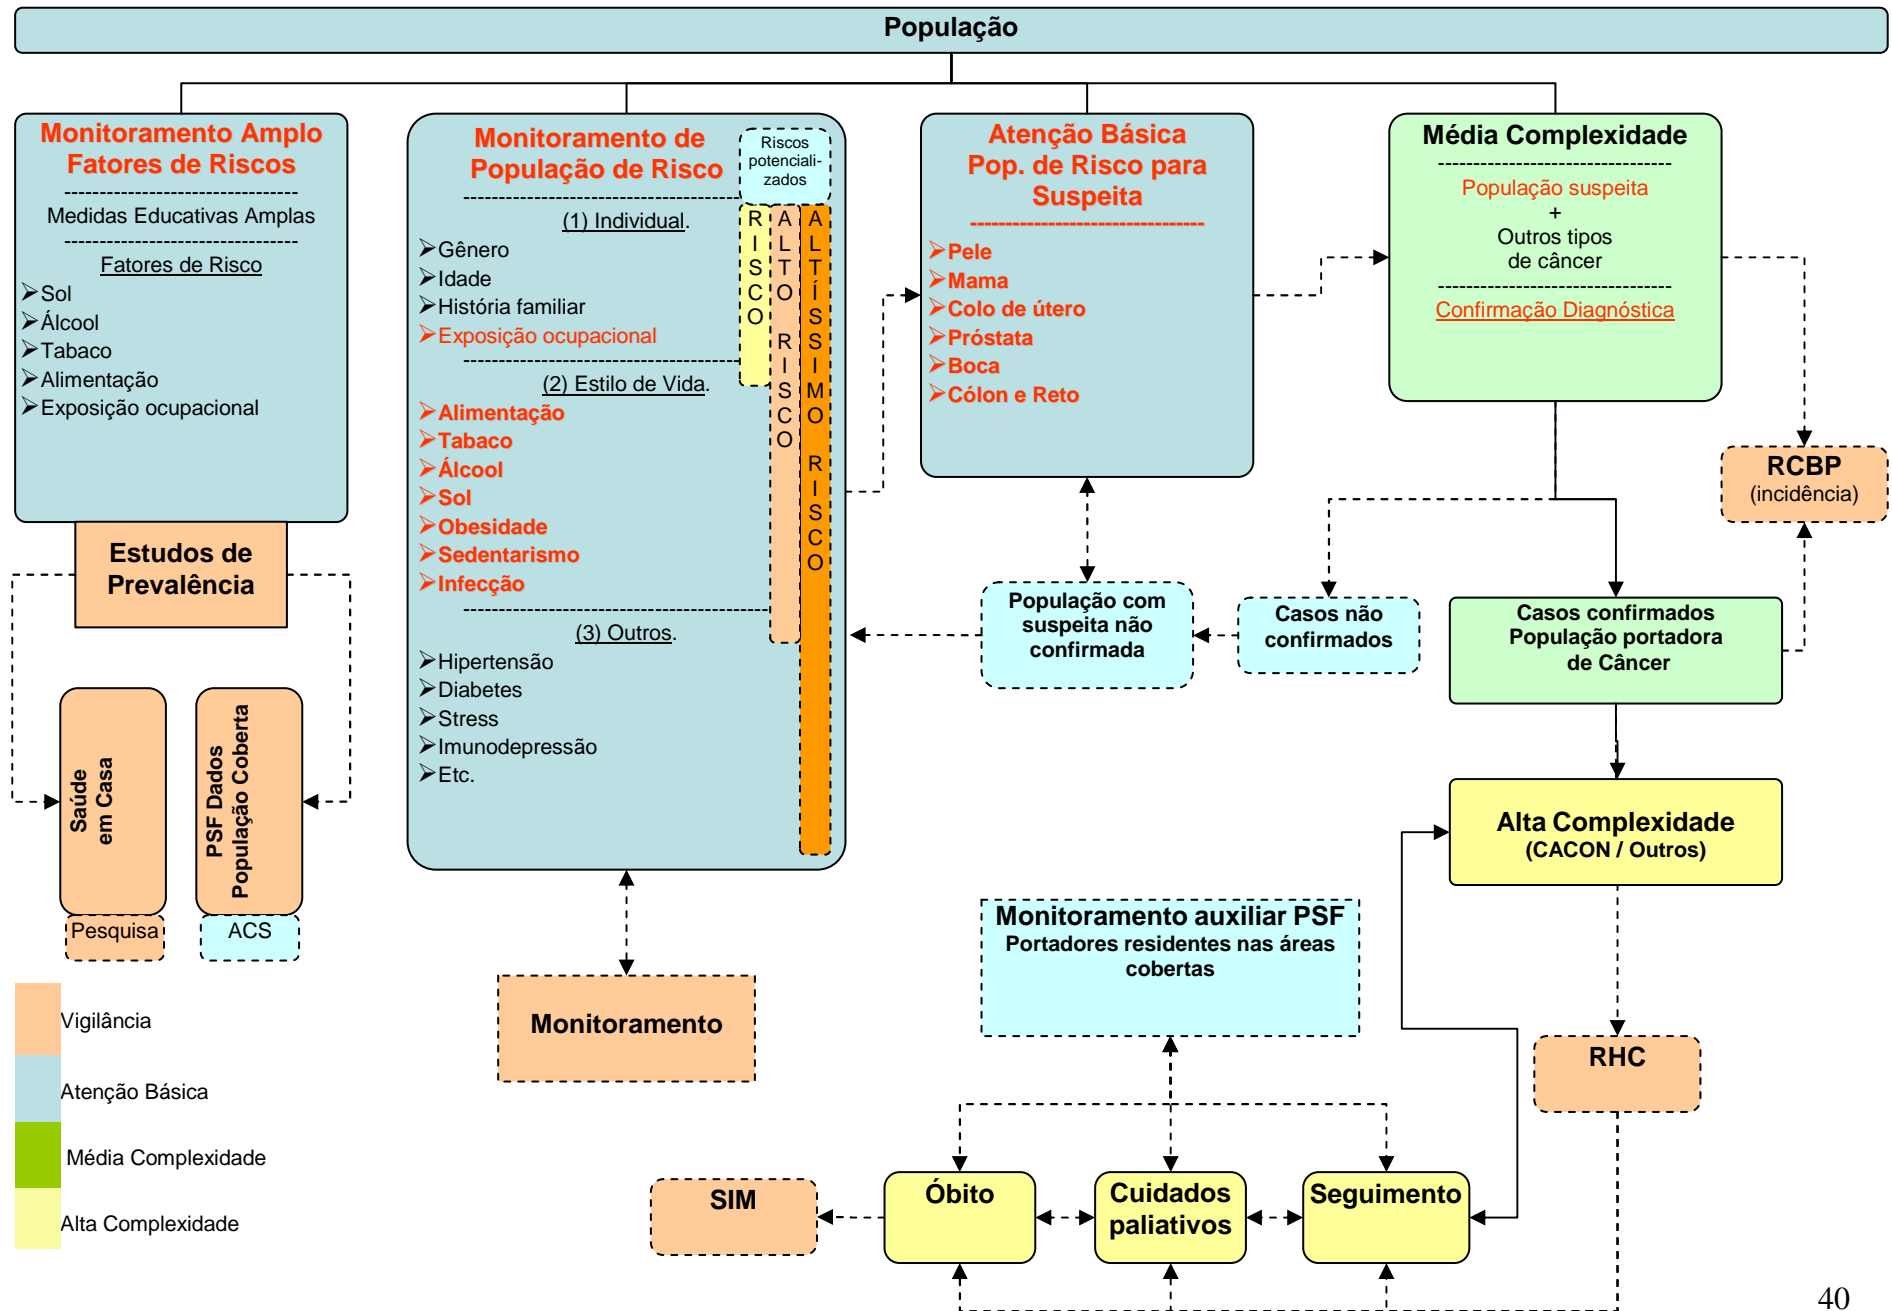 População
Monitoramento Amplo
Fatores de Riscos
Medidas Educativas Amplas
Fatores de Risco
Sol
Álcool
Tabaco
Alimentação
Exposição ocupacional
Estudos de
Prevalência
Saúde
em Casa
PSF Dados
População Coberta
Pesquisa
ACS
Monitoramento de
População de Risco
Riscos
potenciali-
zados
(1) Individual.
Gênero
Idade
História familiar
Exposição ocupacional
(2) Estilo de Vida.
Alimentação
Tabaco
Álcool
Sol
Obesidade
Sedentarismo
Infecção
(3) Outros.
Hipertensão
Diabetes
Stress
Imunodepressão
Etc.
RISCO
ALTO RISCO
ALTÍSSIMO RISCO
Monitoramento
Atenção Básica
Pop. de Risco para
Suspeita
Pele
Mama
Colo de útero
Próstata
Boca
Cólon e Reto
Média Complexidade
População suspeita
+
Outros tipos
de câncer
Confirmação Diagnóstica
RCBP
(incidência)
População com
suspeita não
confirmada
Casos não
confirmados
Casos confirmados
População portadora
de Câncer
Alta Complexidade
(CACON / Outros)
Monitoramento auxiliar PSF
Portadores residentes nas áreas
cobertas
RHC
SIM
Óbito
Cuidados
paliativos
Seguimento
Vigilância
Atenção Básica
Média Complexidade
Alta Complexidade
40